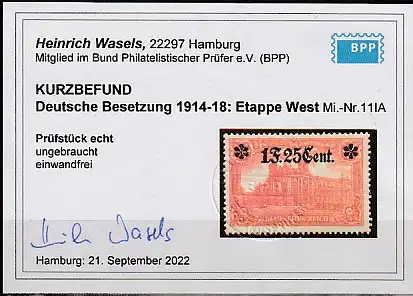 Heinrich Wasels, 22297 Hamburg
Mitglied im Bund Philatelistischer Prüfer e.V. (BPP)
BPP
KURZBEFUND
Deutsche Besetzung 1914-18: Etappe West Mi.-Nr.11IA
Prüfstück echt
ungebraucht
einwandfrei
1F.25Cent.
Hamburg: 21. September 2022